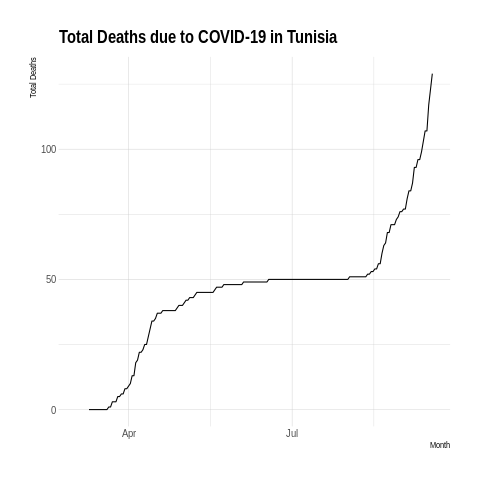 Total Deaths due to COVID-19 in Tunisia
Total Deaths
100
50
0
Apr
Jul
Month